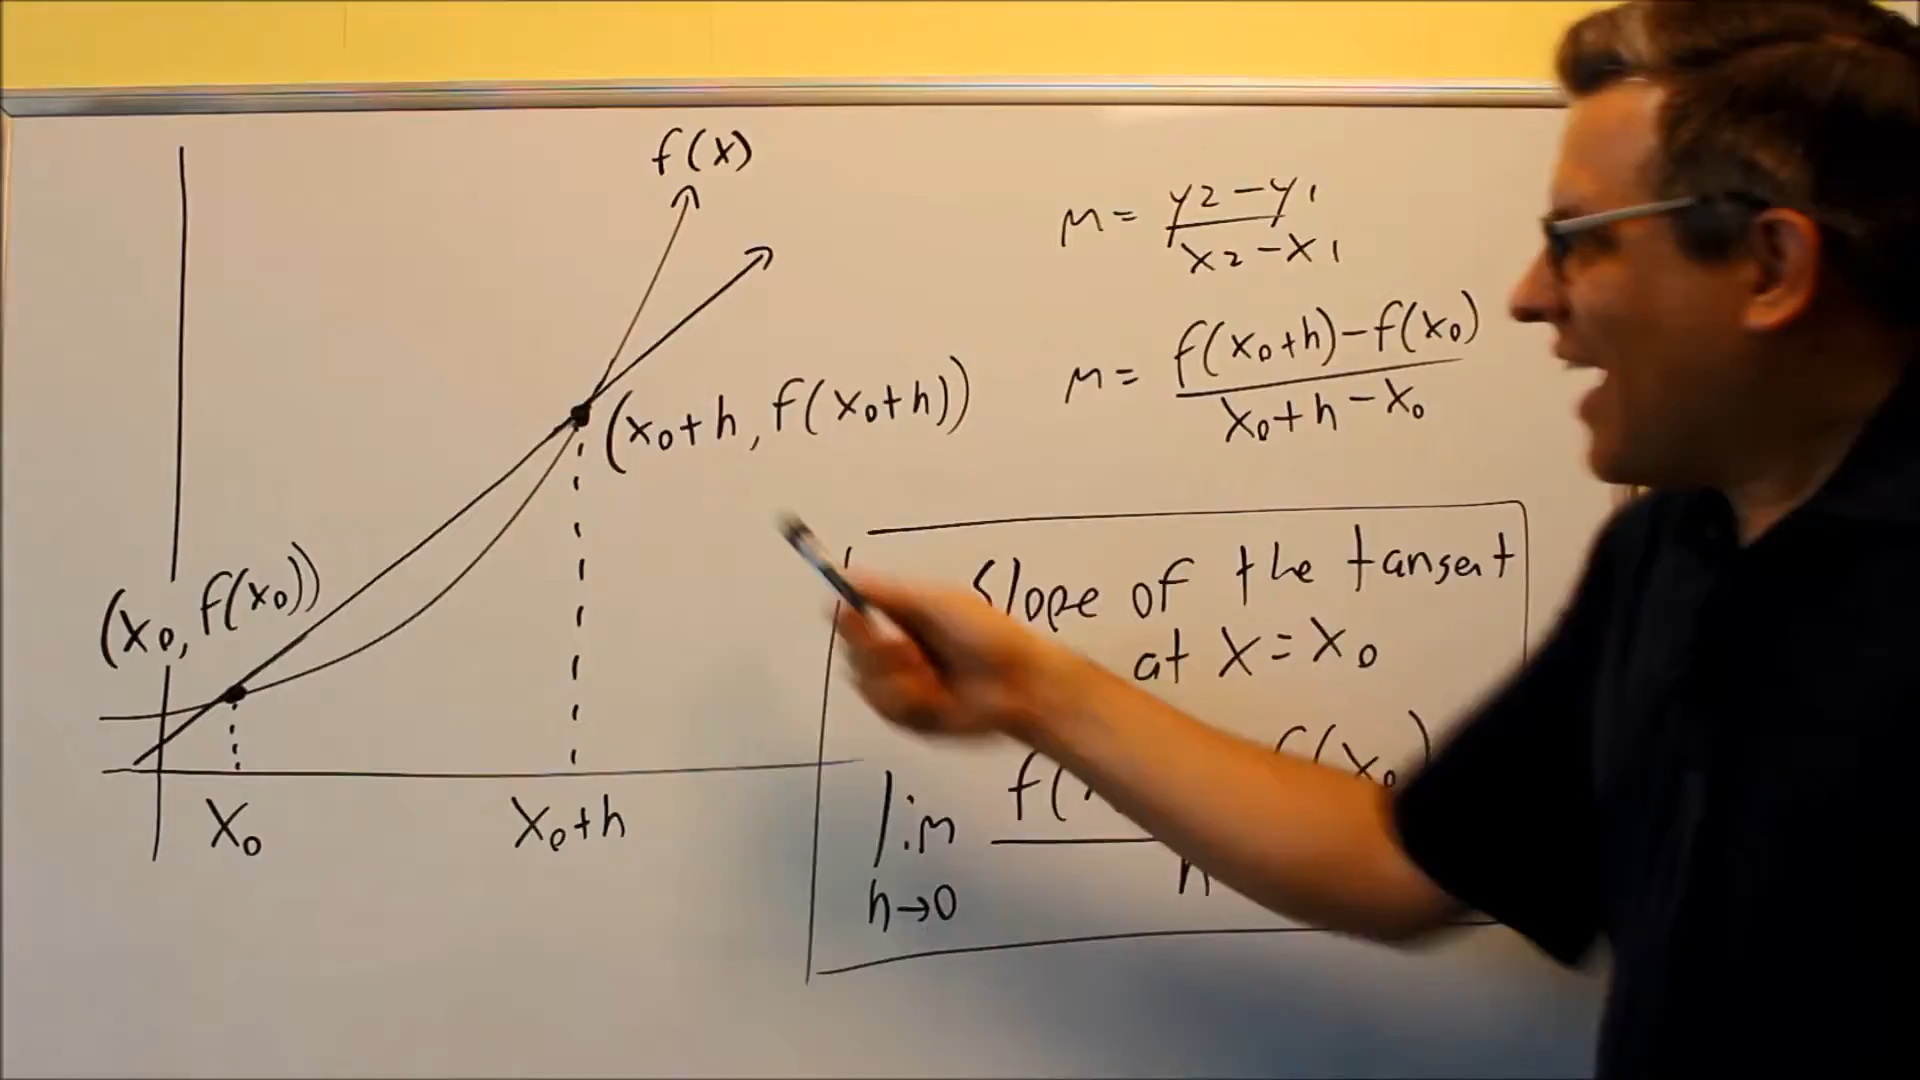 f(x)
(x₀+h, f(x₀+h))
(x₀, f(x₀))
x₀
x₀+h
m = y2 - y1 / x2 - x1
m = f(x₀+h) - f(x₀) / x₀+h - x₀
Slope of the tangent
at x = x₀
lim f( f(x₀) / h
h→0